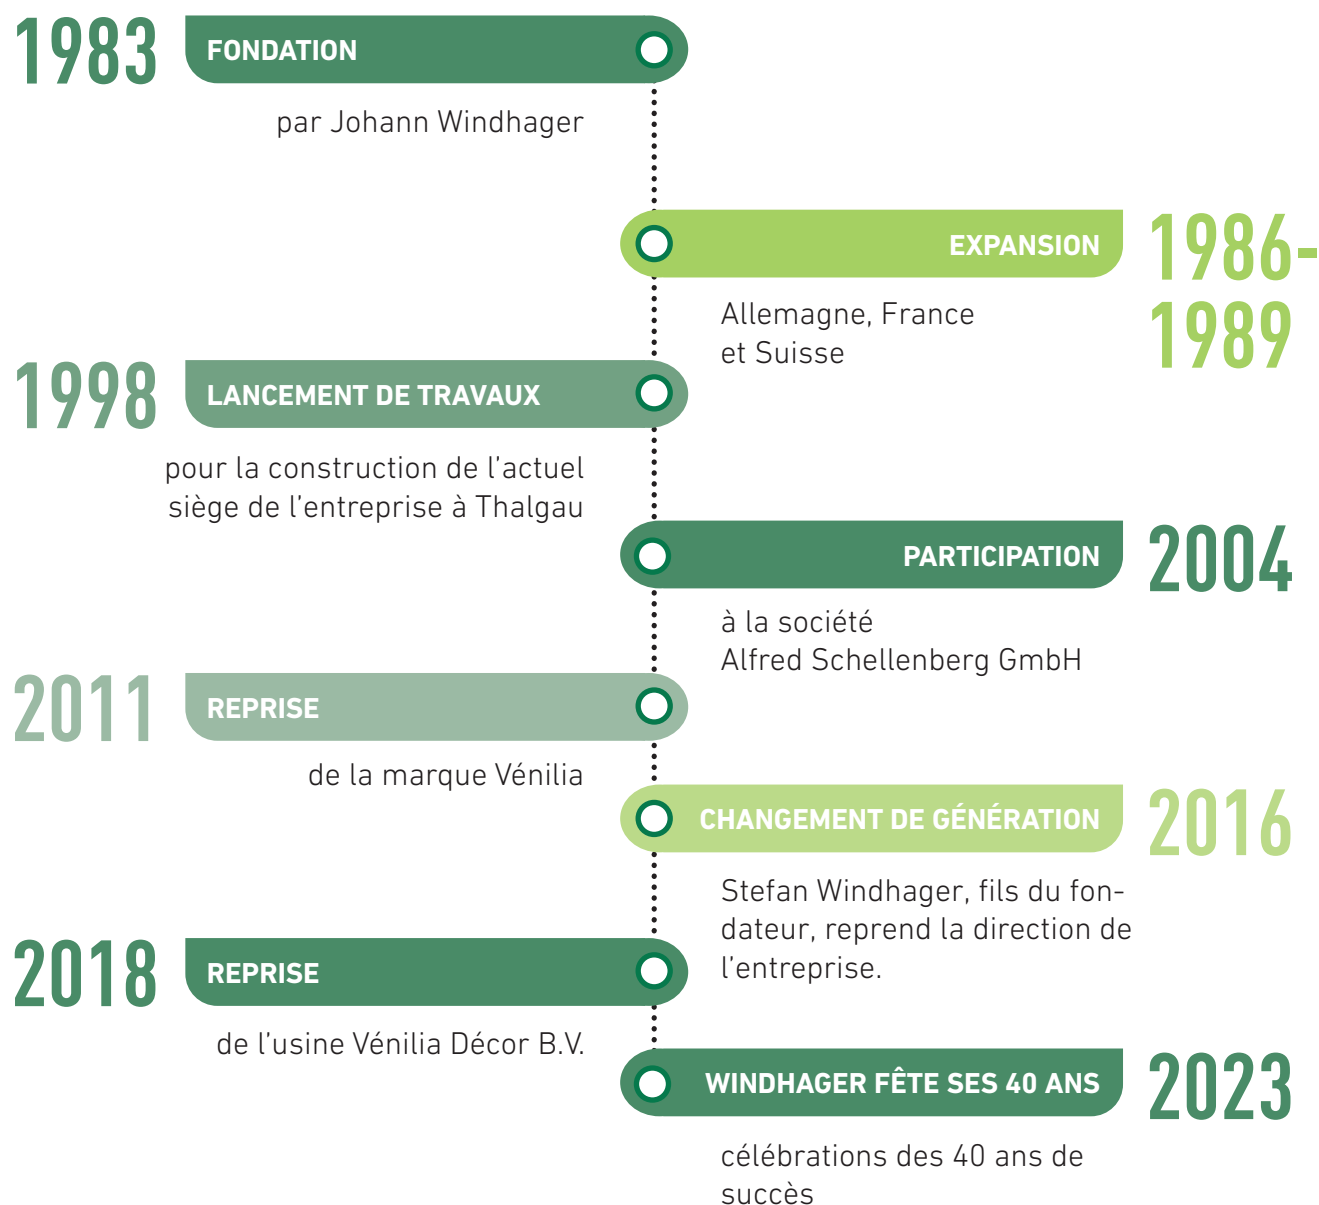 1983
FONDATION
par Johann Windhager
EXPANSION
1986-
1989
Allemagne, France
et Suisse
1998
LANCEMENT DE TRAVAUX
pour la construction de l’actuel
siège de l’entreprise à Thalgau
PARTICIPATION
2004
à la société
Alfred Schellenberg GmbH
2011
REPRISE
de la marque Vénilia
CHANGEMENT DE GÉNÉRATION
2016
Stefan Windhager, fils du fon-
dateur, reprend la direction de
l’entreprise.
2018
REPRISE
de l’usine Vénilia Décor B.V.
WINDHAGER FÊTE SES 40 ANS
2023
célébrations des 40 ans de
succès